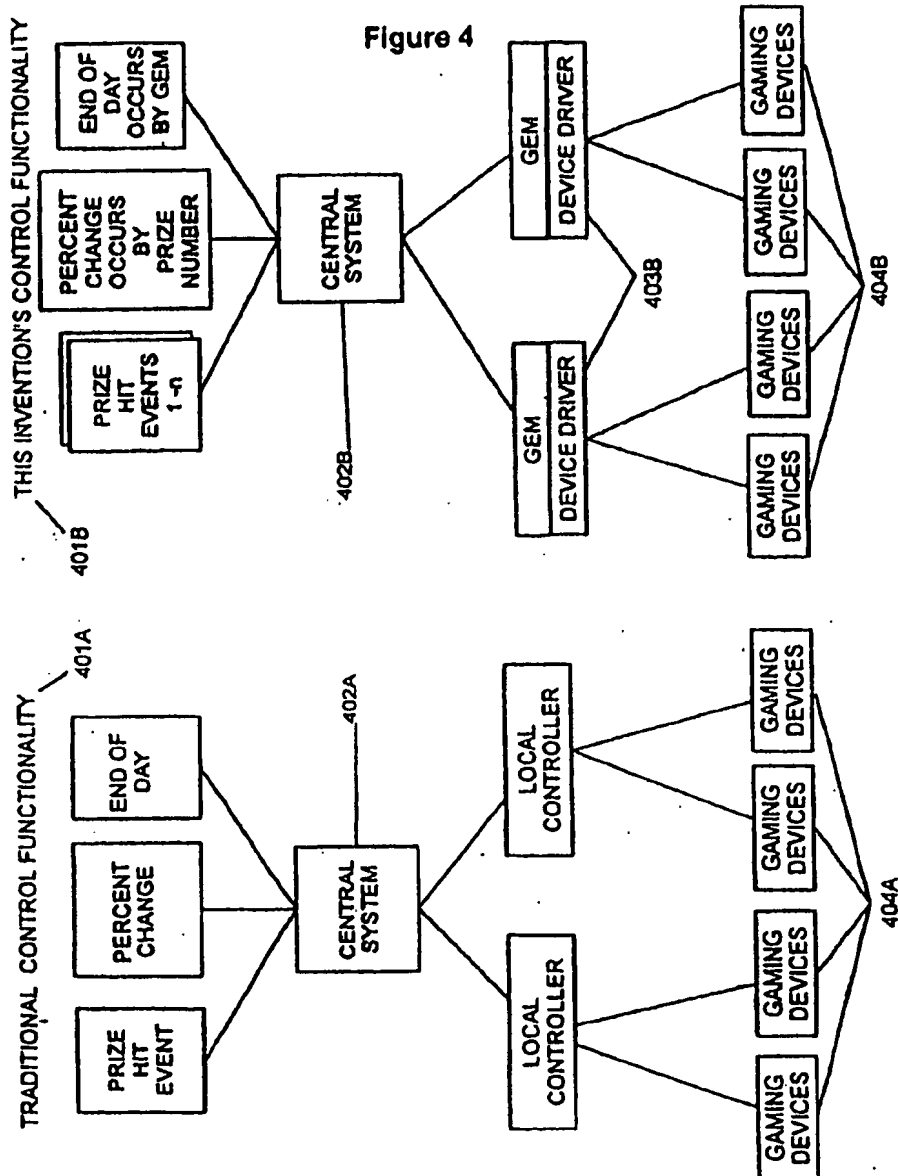 Figure 4
TRADITIONAL CONTROL FUNCTIONALITY
401A
PRIZE
HIT
EVENT
PERCENT
CHANGE
END OF
DAY
CENTRAL
SYSTEM
402A
LOCAL
CONTROLLER
LOCAL
CONTROLLER
GAMING
DEVICES
GAMING
DEVICES
GAMING
DEVICES
GAMING
DEVICES
404A
THIS INVENTION'S CONTROL FUNCTIONALITY
401B
PRIZE
HIT
EVENTS
1-n
PERCENT
CHANGE
OCCURS
BY
PRIZE
NUMBER
END OF
DAY
OCCURS
BY GEM
CENTRAL
SYSTEM
402B
GEM
DEVICE DRIVER
GEM
DEVICE DRIVER
403B
GAMING
DEVICES
GAMING
DEVICES
GAMING
DEVICES
GAMING
DEVICES
404B